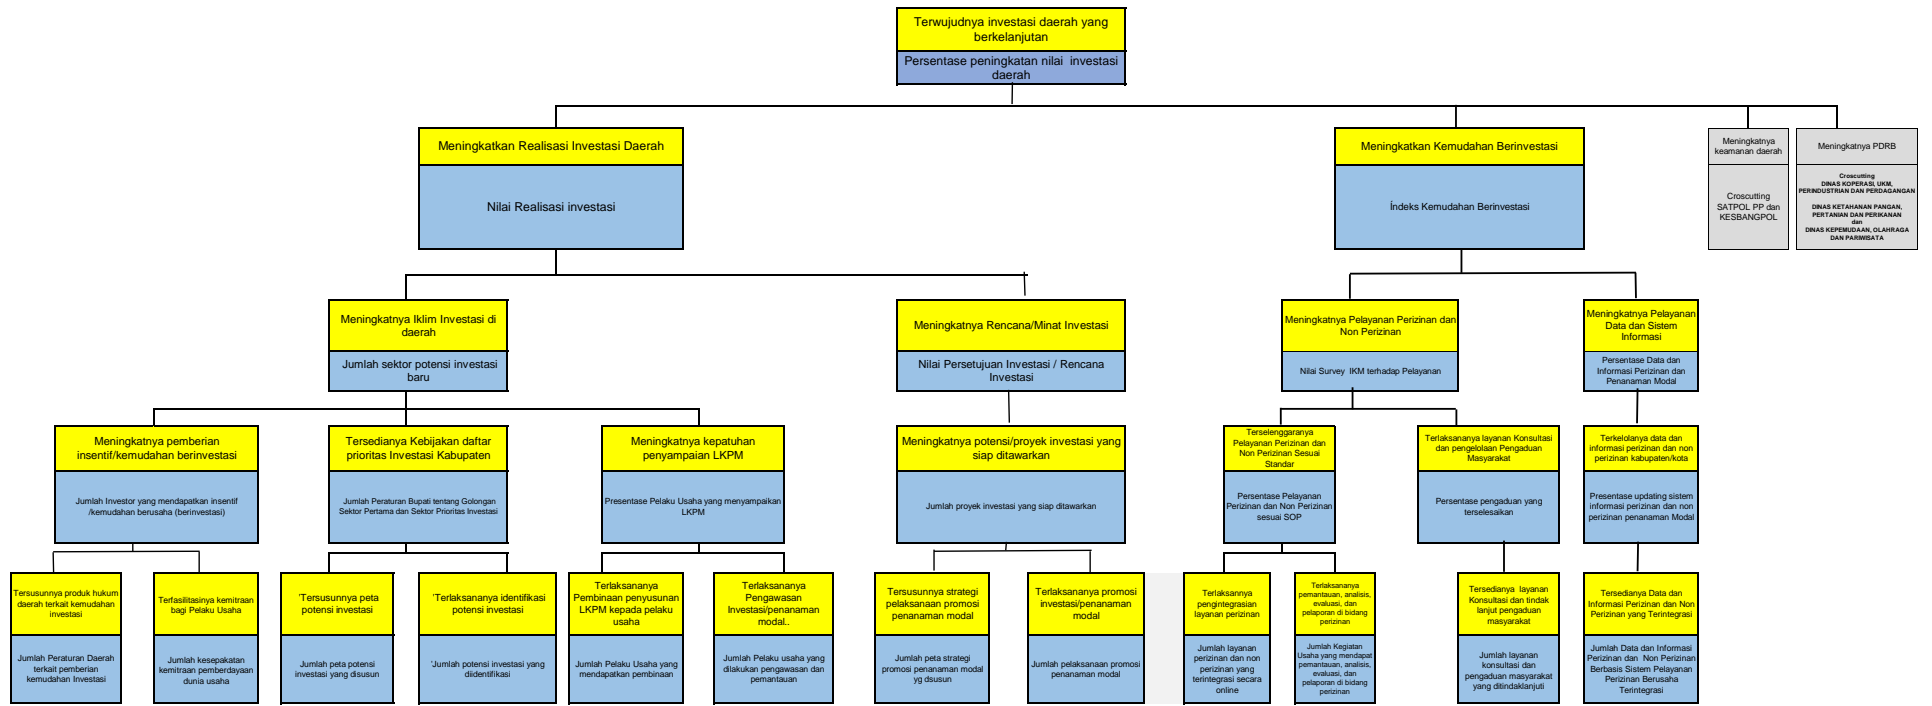 Terwujudnya investasi daerah yang
berkelanjutan
Persentase peningkatan nilai investasi
daerah
Meningkatkan Realisasi Investasi Daerah
Nilai Realisasi investasi
Meningkatkan Kemudahan Berinvestasi
Índeks Kemudahan Berinvestasi
Meningkatnya
keamanan daerah
Croscutting
SATPOL PP dan
KESBANGPOL
Meningkatnya PDRB
Croscutting
DINAS KOPERASI, UKM,
PERINDUSTRIAN DAN PERDAGANGAN
DINAS KETAHANAN PANGAN,
PERTANIAN DAN PERIKANAN
dan
DINAS KEPEMUDAAN, OLAHRAGA
DAN PARIWISATA
Meningkatnya Iklim Investasi di
daerah
Jumlah sektor potensi investasi
baru
Meningkatnya Rencana/Minat Investasi
Nilai Persetujuan Investasi / Rencana
Investasi
Meningkatnya Pelayanan Perizinan dan
Non Perizinan
Nilai Survey IKM terhadap Pelayanan
Meningkatnya Pelayanan
Data dan Sistem
Informasi
Persentase Data dan
Informasi Perizinan dan
Penanaman Modal
Meningkatnya pemberian
insentif/kemudahan berinvestasi
Jumlah Investor yang mendapatkan insentif
/kemudahan berusaha (berinvestasi)
Tersedianya Kebijakan daftar
prioritas Investasi Kabupaten
Jumlah Peraturan Bupati tentang Golongan
Sektor Pertama dan Sektor Prioritas Investasi
Meningkatnya kepatuhan
penyampaian LKPM
Presentase Pelaku Usaha yang menyampaikan
LKPM
Meningkatnya potensi/proyek investasi yang
siap ditawarkan
Jumlah proyek investasi yang siap ditawarkan
Terselenggaranya
Pelayanan Perizinan dan
Non Perizinan Sesuai
Standar
Persentase Pelayanan
Perizinan dan Non Perizinan
sesuai SOP
Terlaksananya layanan Konsultasi
dan pengelolaan Pengaduan
Masyarakat
Persentase pengaduan yang
terselesaikan
Terkelolanya data dan
informasi perizinan dan non
perizinan kabupaten/kota
Presentase updating sistem
informasi perizinan dan non
perizinan penanaman Modal
Tersusunnya produk hukum
daerah terkait kemudahan
investasi
Jumlah Peraturan Daerah
terkait pemberian
kemudahan Investasi
Terfasilitasinya kemitraan
bagi Pelaku Usaha
Jumlah kesepakatan
kemitraan pemberdayaan
dunia usaha
'Tersusunnya peta
potensi investasi
Jumlah peta potensi
investasi yang disusun
'Terlaksananya identifikasi
potensi investasi
'Jumlah potensi investasi yang
diidentifikasi
Terlaksananya
Pembinaan penyusunan
LKPM kepada pelaku
usaha
Jumlah Pelaku Usaha yang
mendapatkan pembinaan
Terlaksananya
Pengawasan
Investasi/penanaman
modal..
Jumlah Pelaku usaha yang
dilakukan pengawasan dan
pemantauan
Tersusunnya strategi
pelaksanaan promosi
penanaman modal
Jumlah peta strategi
promosi penanaman modal
yg dsusun
Terlaksananya promosi
investasi/penanaman
modal
Jumlah pelaksanaan promosi
penanaman modal
Terlaksannya
pengintegrasian
layanan perizinan
Jumlah layanan
perizinan dan non
perizinan yang
terintegrasi secara
online
Terlaksananya
pemantauan, analisis,
evaluasi, dan
pelaporan di bidang
perizinan
Jumlah Kegiatan
Usaha yang mendapat
pemantauan, analisis,
evaluasi, dan
pelaporan di bidang
perizinan
Tersedianya layanan
Konsultasi dan tindak
lanjut pengaduan
masyarakat
Jumlah layanan
konsultasi dan
pengaduan masyarakat
yang ditindaklanjuti
Tersedianya Data dan
Informasi Perizinan dan Non
Perizinan yang Terintegrasi
Jumlah Data dan Informasi
Perizinan dan Non Perizinan
Berbasis Sistem Pelayanan
Perizinan Berusaha
Terintegrasi